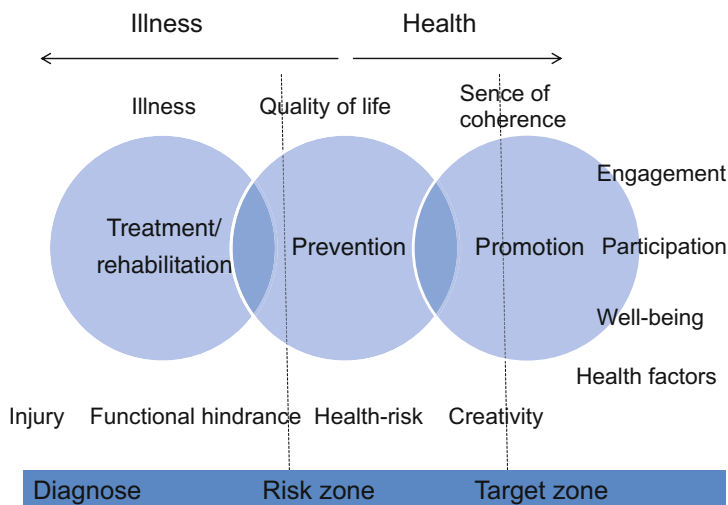 Illness Health
Illness Quality of life Sence of
coherence
Engagement
Treatment/
rehabilitation Prevention Promotion Participation
Well-being
Health factors
Injury Functional hindrance Health-risk Creativity
Diagnose Risk zone Target zone